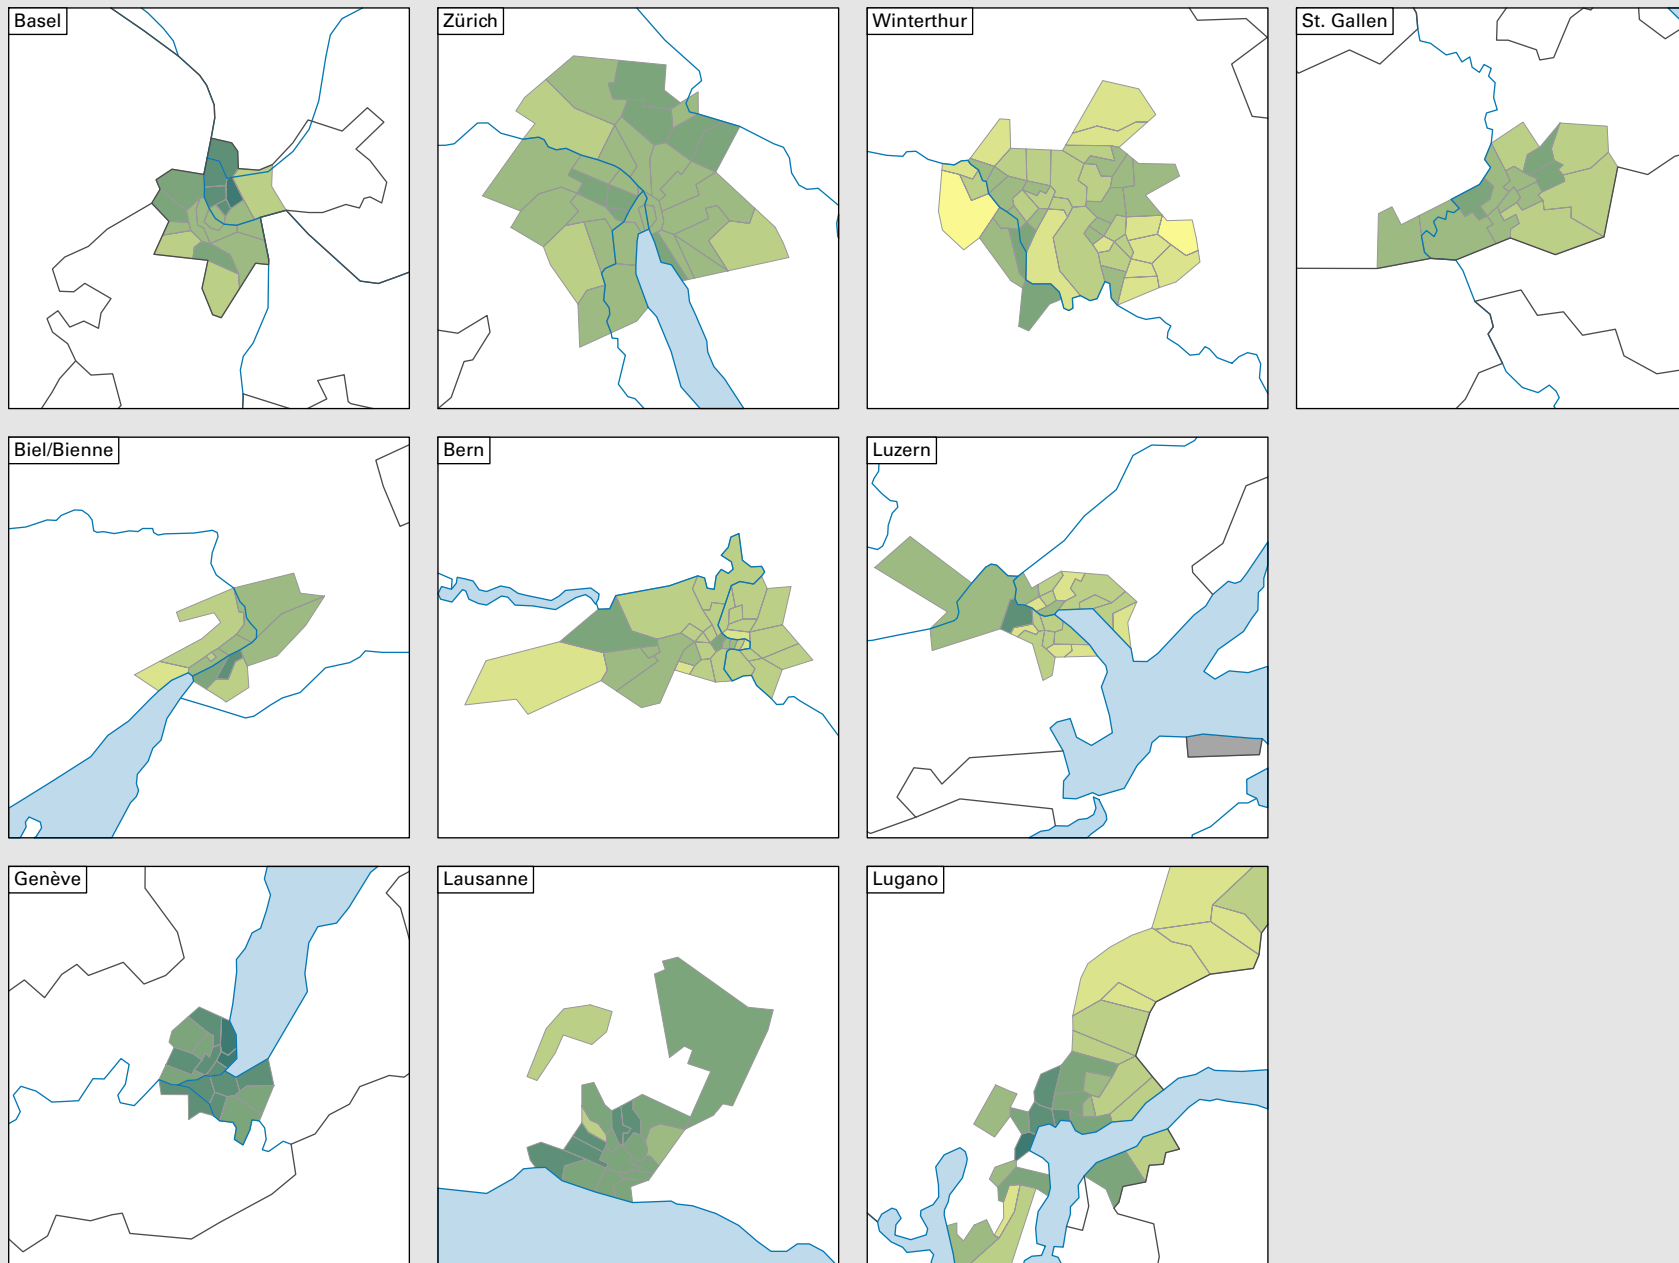 Basel
Zürich
Winterthur
St. Gallen
Biel/Bienne
Bern
Luzern
Genève
Lausanne
Lugano